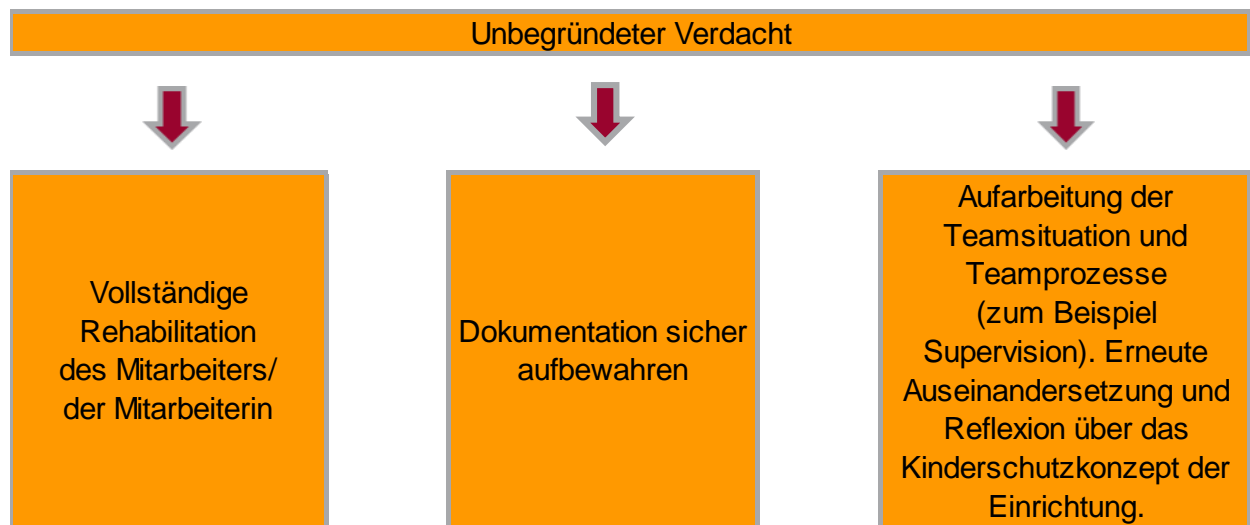 Unbegründeter Verdacht
Vollständige
Rehabilitation
des Mitarbeiters/
der Mitarbeiterin
Dokumentation sicher
aufbewahren
Aufarbeitung der
Teamsituation und
Teamprozesse
(zum Beispiel
Supervision). Erneute
Auseinandersetzung und
Reflexion über das
Kinderschutzkonzept der
Einrichtung.